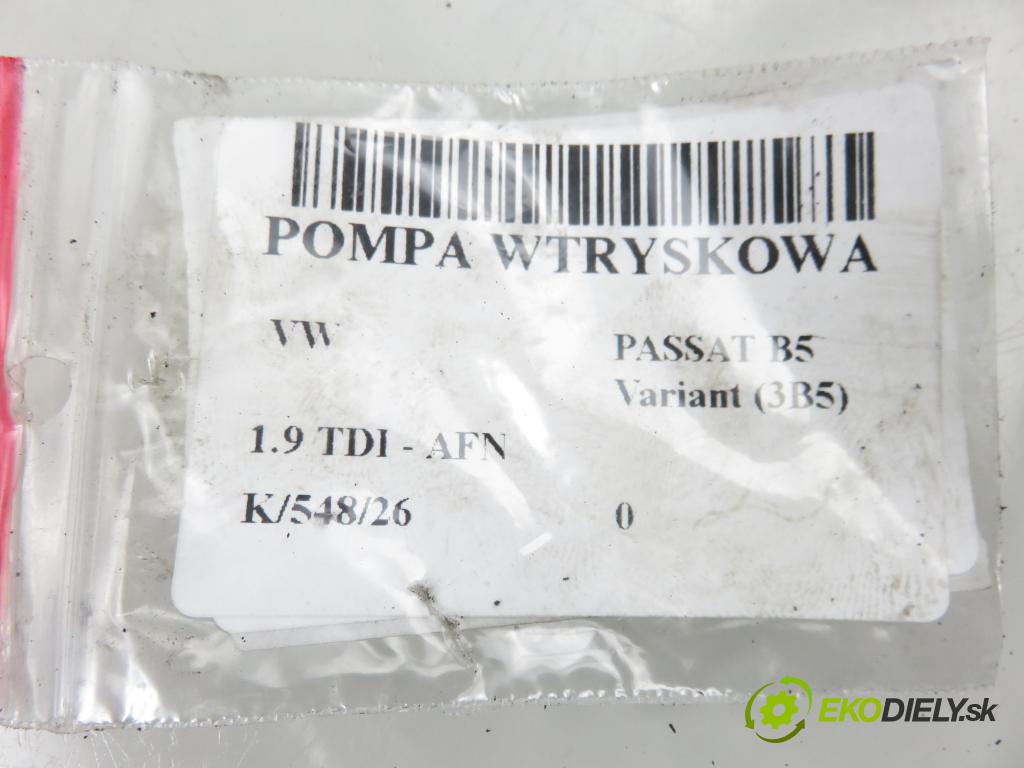 POMPA WTRYSKOWA
VW
PASSAT B5
Variant (3B5)
1.9 TDI - AFN
K/548/26
0
EKODIELY.sk